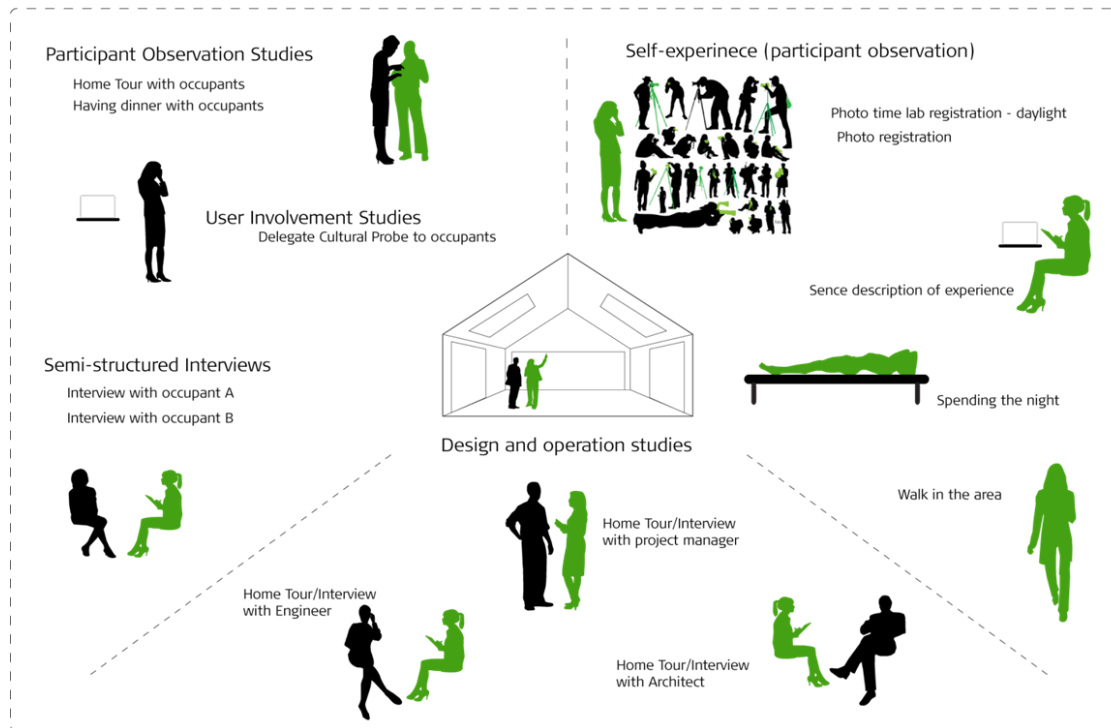 Participant Observation Studies
Home Tour with occupants
Having dinner with occupants
User Involvement Studies
Delegate Cultural Probe to occupants
Semi-structured Interviews
Interview with occupant A
Interview with occupant B
Self-experinece (participant observation)
Photo time lab registration - daylight
Photo registration
Sence description of experience
Spending the night
Walk in the area
Design and operation studies
Home Tour/Interview
with project manager
Home Tour/Interview
with Engineer
Home Tour/Interview
with Architect